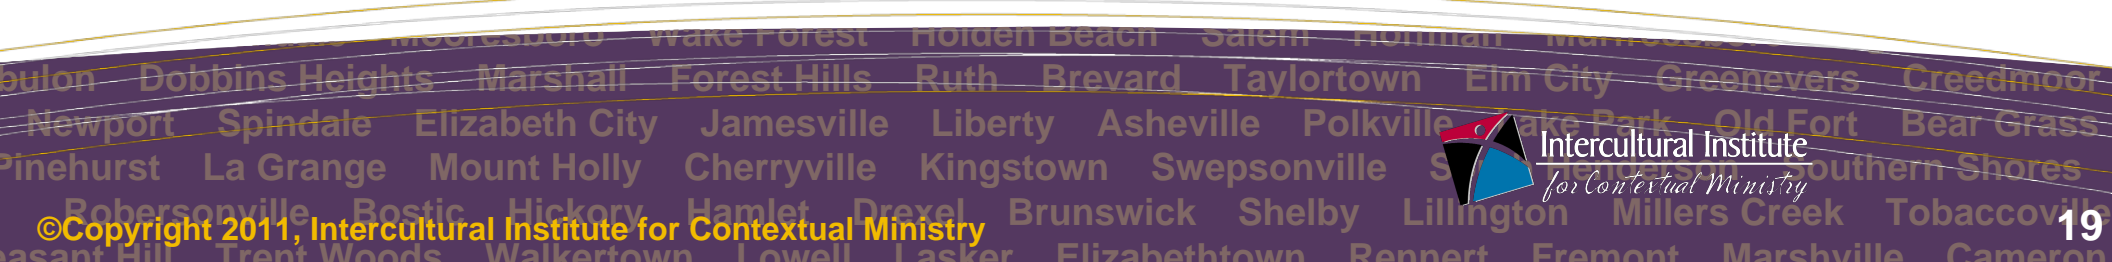 Mooresboro Wake Forest Holden Beach Salem Hoffman
Dobbins Heights Marshall Forest Hills Ruth Brevard Taylortown Elm City Greenevers Creedmoor
Newport Spindale Elizabeth City Jamesville Liberty Asheville Polkville Lake Park Old Fort Bear Grass
Pinehurst La Grange Mount Holly Cherryville Kingstown Swepsonville Henderson Southern Shores
Intercultural Institute
for Contextual Ministry
Robersonville Bostic Hickory Hamlet Drexel Brunswick Shelby Lillington Millers Creek Tobaccoville
©Copyright 2011, Intercultural Institute for Contextual Ministry
19
Trent Woods Walkertown Lowell Lasker Elizabethtown Rennert Fremont Marshville Cameron